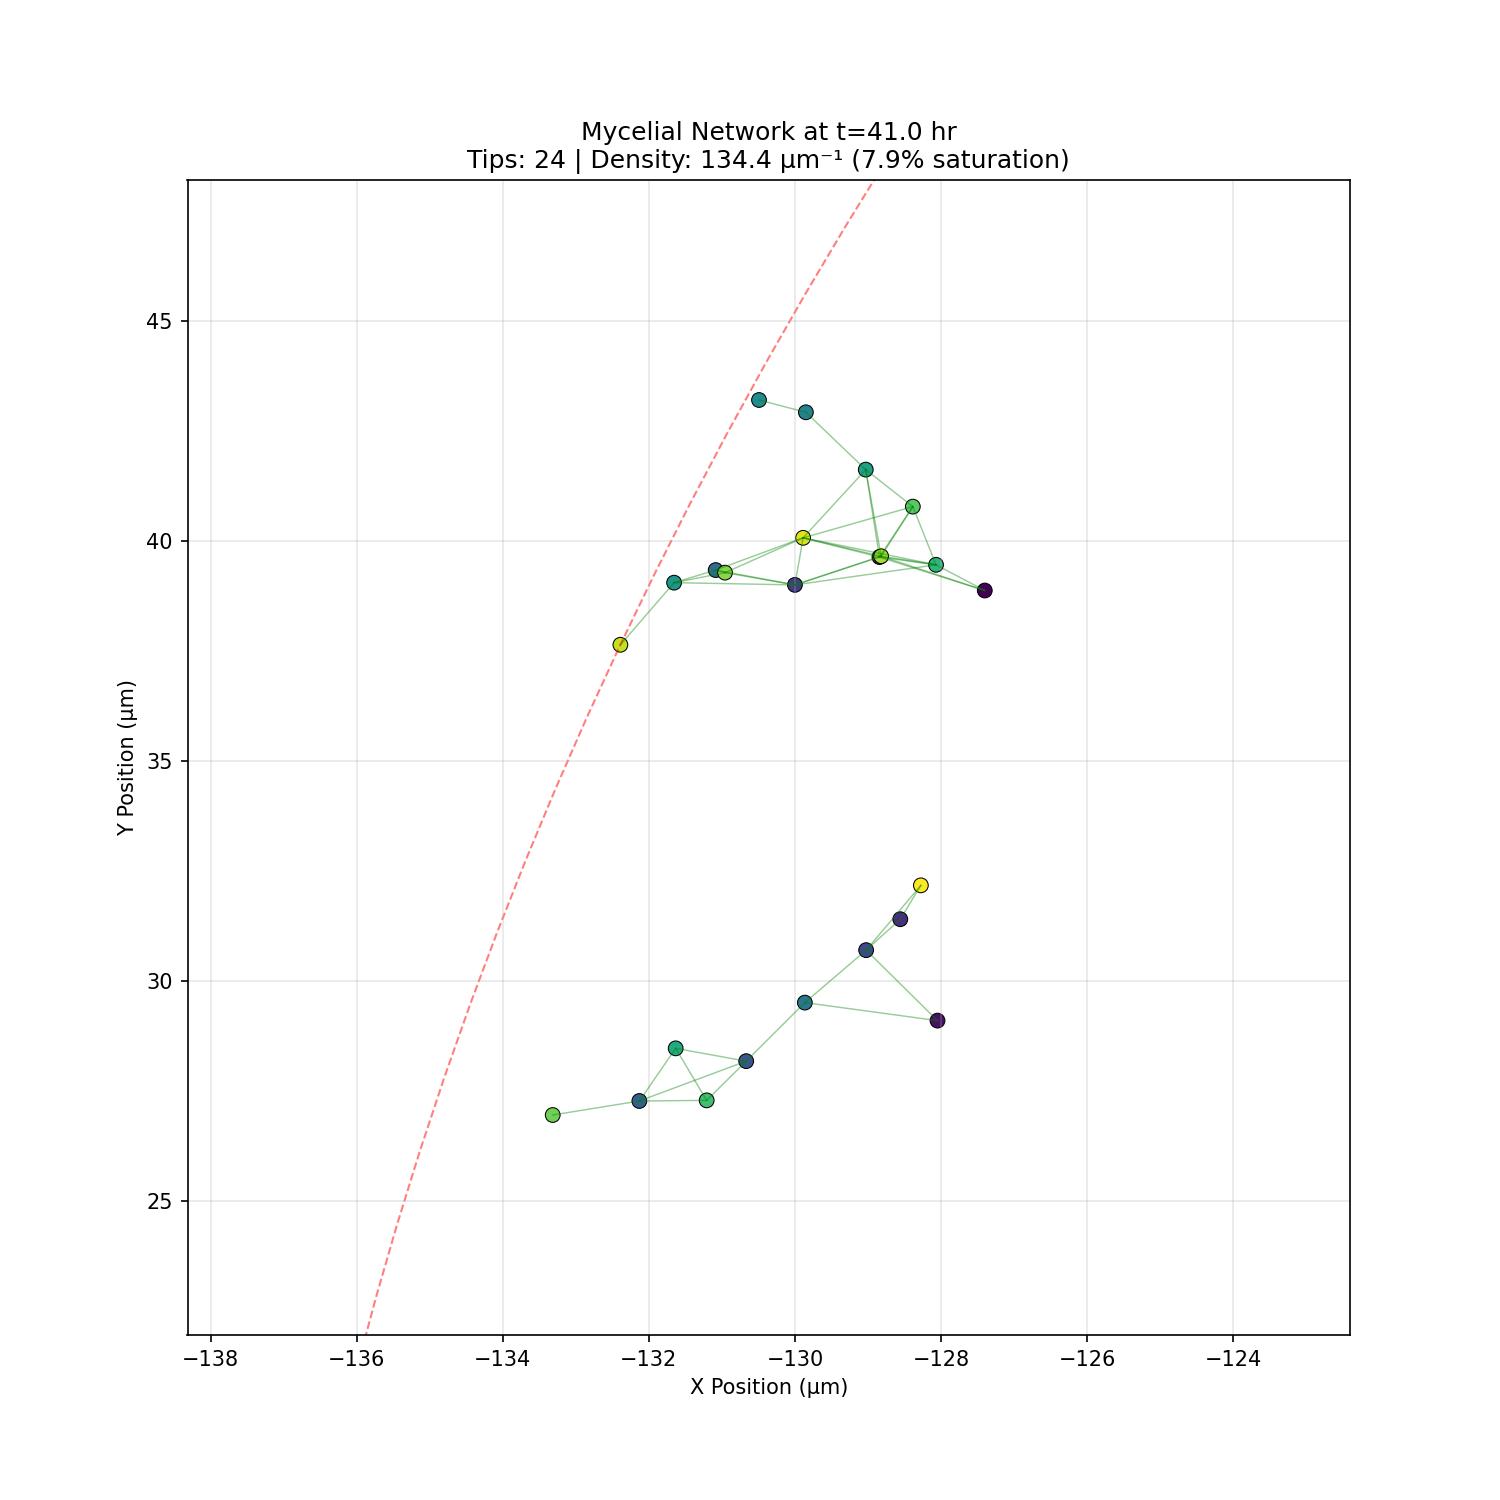 Mycelial Network at t=41.0 hr
Tips: 24 | Density: 134.4 μm⁻¹ (7.9% saturation)
45
40
35
30
25
Y Position (μm)
−138 −136 −134 −132 −130 −128 −126 −124
X Position (μm)